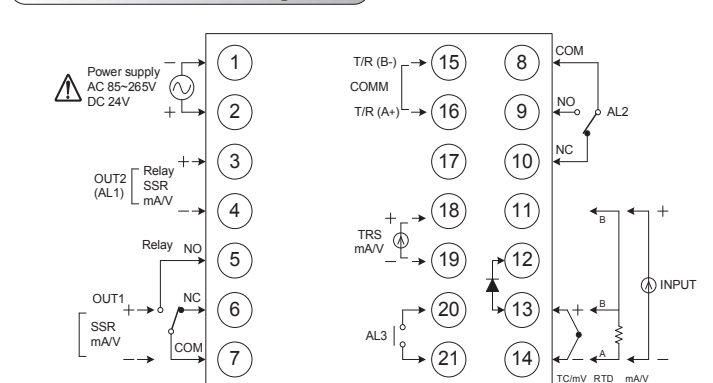 − 1 T/R (B-) 15 8 COM
Power supply
AC 85~265V
DC 24V
COMM
+ 2 T/R (A+) 16 9 NO AL2
OUT2
(AL1)
Relay
SSR
mA/V
+ 3 17 10 NC
− 4 + 18 11 B +
TRS
mA/V
Relay NO 5 − 19 12 INPUT
OUT1 + NC 6 20 13 + B
SSR
mA/V
AL3
− COM 7 21 14 − A −
TC/mV RTD mA/V